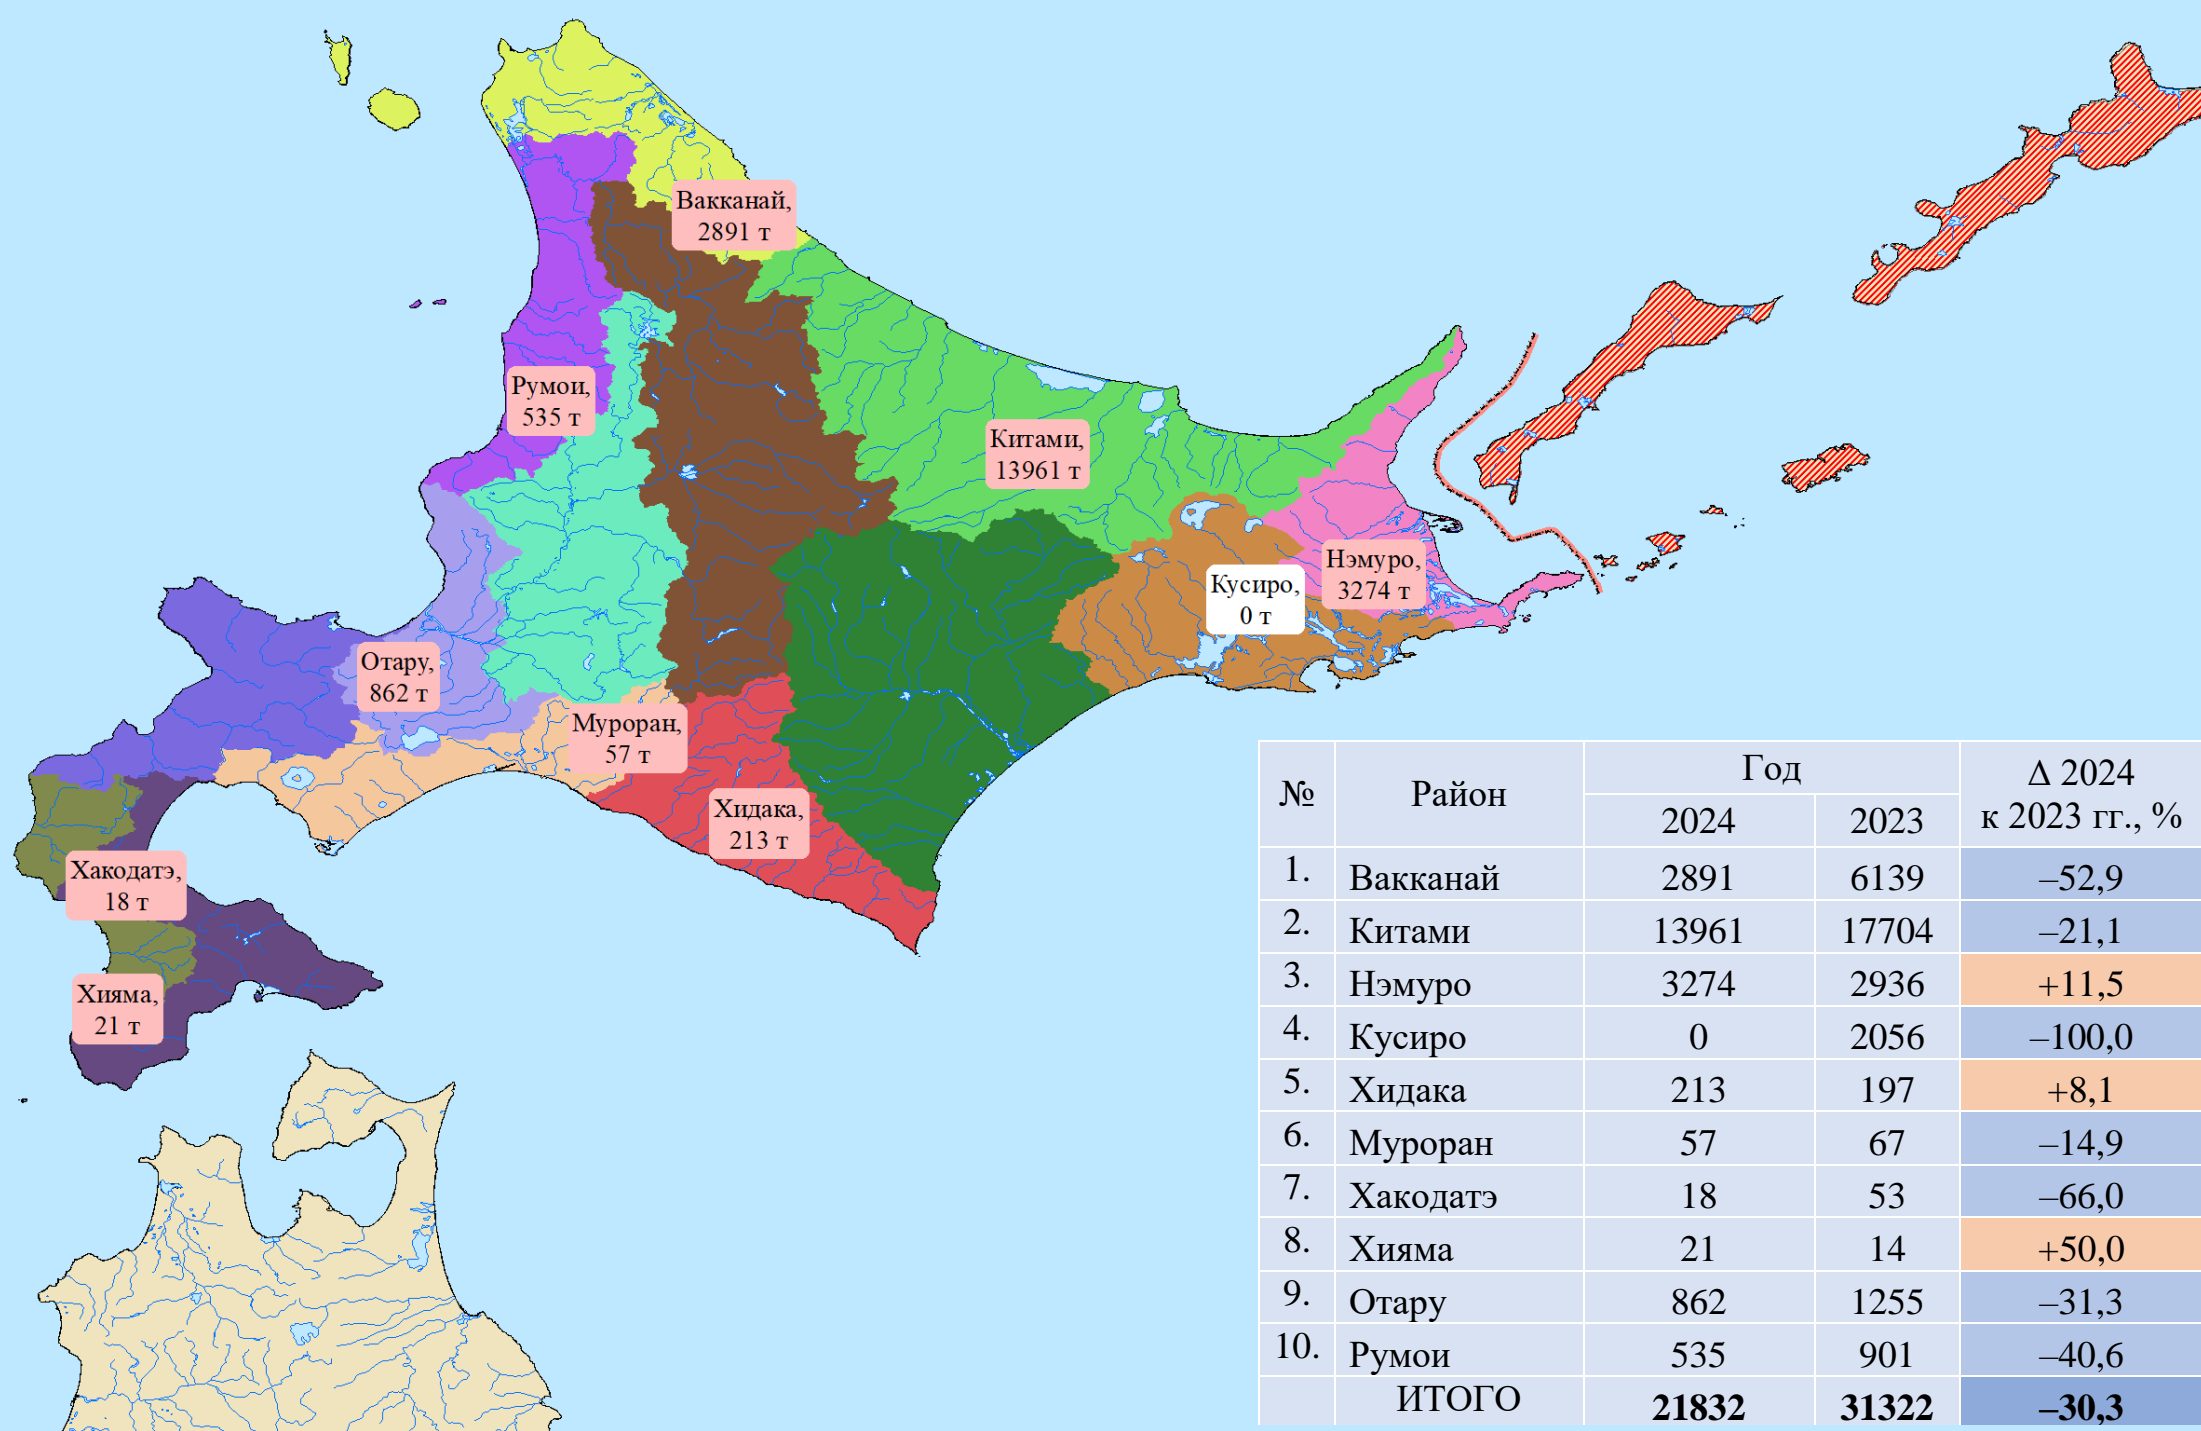 Вакканай,
2891 т
Румои,
535 т
Китами,
13961 т
Нэмуро,
3274 т
Кусиро,
0 т
Отару,
862 т
Муроран,
57 т
Хидака,
213 т
Хакодатэ,
18 т
Хияма,
21 т
№ Район Год Δ 2024
к 2023 гг., %
2024 2023
1. Вакканай 2891 6139 –52,9
2. Китами 13961 17704 –21,1
3. Нэмуро 3274 2936 +11,5
4. Кусиро 0 2056 –100,0
5. Хидака 213 197 +8,1
6. Муроран 57 67 –14,9
7. Хакодатэ 18 53 –66,0
8. Хияма 21 14 +50,0
9. Отару 862 1255 –31,3
10. Румои 535 901 –40,6
ИТОГО 21832 31322 –30,3